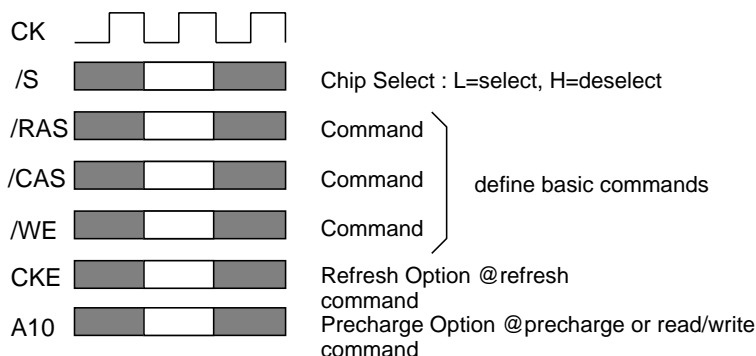 CK
/S Chip Select : L=select, H=deselect
/RAS Command
/CAS Command define basic commands
/WE Command
CKE Refresh Option @refresh
command
A10 Precharge Option @precharge or read/write
command